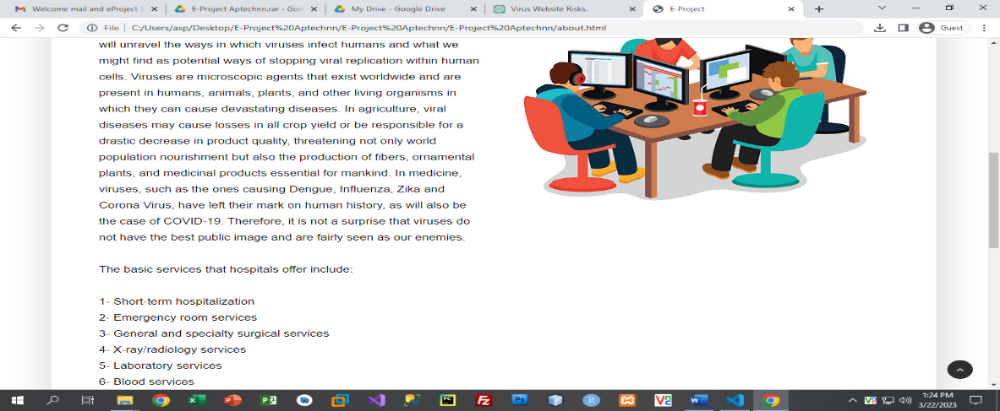 Welcome mail and eProject S
E-Project Aptechnn.rar - Goo
My Drive - Google Drive
Virus Website Risks.
E-Project
File
C:/Users/asp/Desktop/E-Project%20Aptechnn/E-Project%20Aptechnn/E-Project%20Aptechnn/about.html
Guest
will unravel the ways in which viruses infect humans and what we
might find as potential ways of stopping viral replication within human
cells. Viruses are microscopic agents that exist worldwide and are
present in humans, animals, plants, and other living organisms in
which they can cause devastating diseases. In agriculture, viral
diseases may cause losses in all crop yield or be responsible for a
drastic decrease in product quality, threatening not only world
population nourishment but also the production of fibers, ornamental
plants, and medicinal products essential for mankind. In medicine,
viruses, such as the ones causing Dengue, Influenza, Zika and
Corona Virus, have left their mark on human history, as will also be
the case of COVID-19. Therefore, it is not a surprise that viruses do
not have the best public image and are fairly seen as our enemies.
The basic services that hospitals offer include:
1- Short-term hospitalization
2- Emergency room services
3- General and specialty surgical services
4- X-ray/radiology services
5- Laboratory services
6- Blood services
1:24 PM
3/22/2023